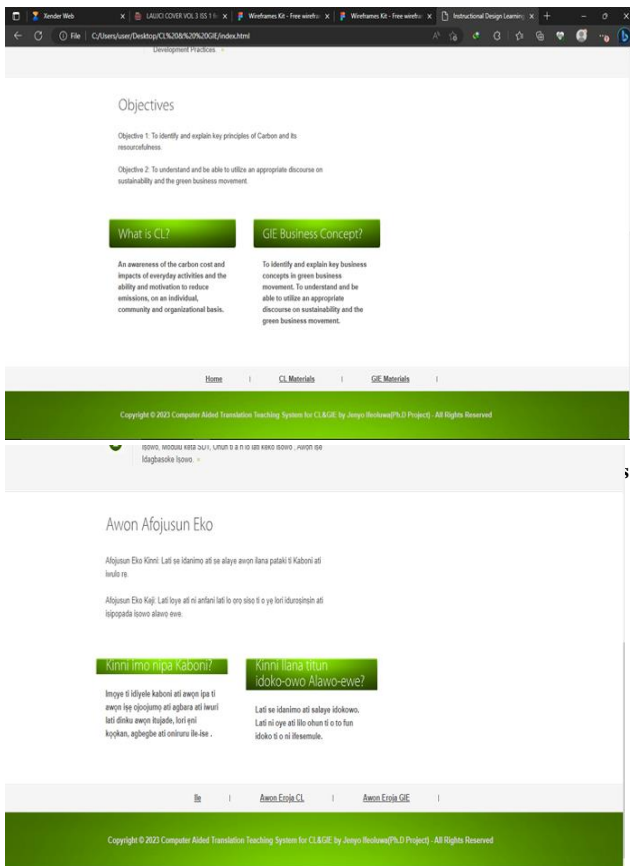 Xender Web
LAUJCI COVER VOL 3 ISS 1 fi
Wireframes Kit - Free wirefra
Wireframes Kit - Free wirefra
Instructional Design Learning
File | C:/Users/user/Desktop/CL%20&%20%20GIE/index.html
Development Practices. »
Objectives
Objective 1: To identify and explain key principles of Carbon and its
resourcefulness.
Objective 2: To understand and be able to utilize an appropriate discourse on
sustainability and the green business movement.
What is CL?
An awareness of the carbon cost and
impacts of everyday activities and the
ability and motivation to reduce
emissions, on an individual,
community and organizational basis.
GIE Business Concept?
To identify and explain key business
concepts in green business
movement. To understand and be
able to utilize an appropriate
discourse on sustainability and the
green business movement.
Home | CL Materials | GIE Materials |
Copyright © 2023 Computer Aided Translation Teaching System for CL&GIE by Jenyo Ifeoluwa(Ph.D Project) - All Rights Reserved
Idagbasoke Iṣowo. »
s
Awon Afojusun Eko
Afojusun Eko Kinni: Lati se idanimo ati se alaye awon ilana pataki ti Kaboni ati
iwulo rẹ.
Afojusun Eko Keji: Lati loye ati ni anfani lati lo oro siso ti o ye lori iduroṣinṣin ati
isipopada isowo alawo ewe.
Kinni imo nipa Kaboni?
Imọye ti idiyele kaboni ati awọn ipa ti
awọn iṣẹ ojoojumọ ati agbara ati iwuri
lati dinku awọn itujade, lori ẹni
kọọkan, agbegbe ati oniruru ile-ise .
Kinni Ilana titun
idoko-owo Alawo-ewe?
Lati se idanimo ati salaye idokowo.
Lati ni oye ati lilo ohun ti o to fun
idoko ti o ni ifesemule.
Ile | Awon Eroja CL | Awon Eroja GIE |
Copyright © 2023 Computer Aided Translation Teaching System for CL&GIE by Jenyo Ifeoluwa(Ph.D Project) - All Rights Reserved